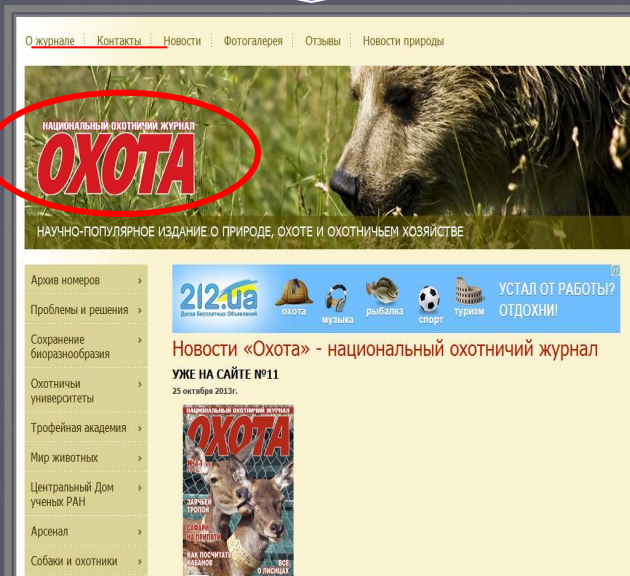 О журнале Контакты Новости Фотогалерея Отзывы Новости природы
НАЦИОНАЛЬНЫЙ ОХОТНИЧИЙ ЖУРНАЛ
ОХОТА
НАУЧНО-ПОПУЛЯРНОЕ ИЗДАНИЕ О ПРИРОДЕ, ОХОТЕ И ОХОТНИЧЬЕМ ХОЗЯЙСТВЕ
Архив номеров
Проблемы и решения
Сохранение
биоразнообразия
Охотничьи
университеты
Трофейная академия
Мир животных
Центральный Дом
ученых РАН
Арсенал
Собаки и охотники
212.ua
Доска Бесплатных Объявлений
охота
музыка
рыбалка
спорт
туризм
УСТАЛ ОТ РАБОТЫ?
ОТДОХНИ!
Новости «Охота» - национальный охотничий журнал
УЖЕ НА САЙТЕ №11
25 октября 2013г.
НАЦИОНАЛЬНЫЙ ОХОТНИЧИЙ ЖУРНАЛ
ОХОТА
ЗАЯЧЬЕЙ
ТРОПОЙ
САФАРИ
НА ПРИПЯТИ
КАК ПОСЧИТАТЬ
КАБАНОВ
ВСЕ
О ЛИСИЦАХ